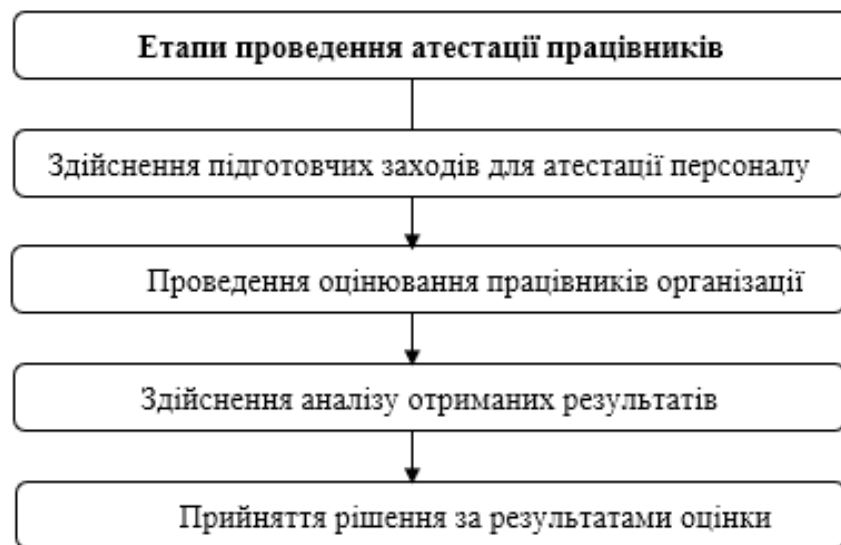 Етапи проведення атестації працівників
Здійснення підготовчих заходів для атестації персоналу
Проведення оцінювання працівників організації
Здійснення аналізу отриманих результатів
Прийняття рішення за результатами оцінки